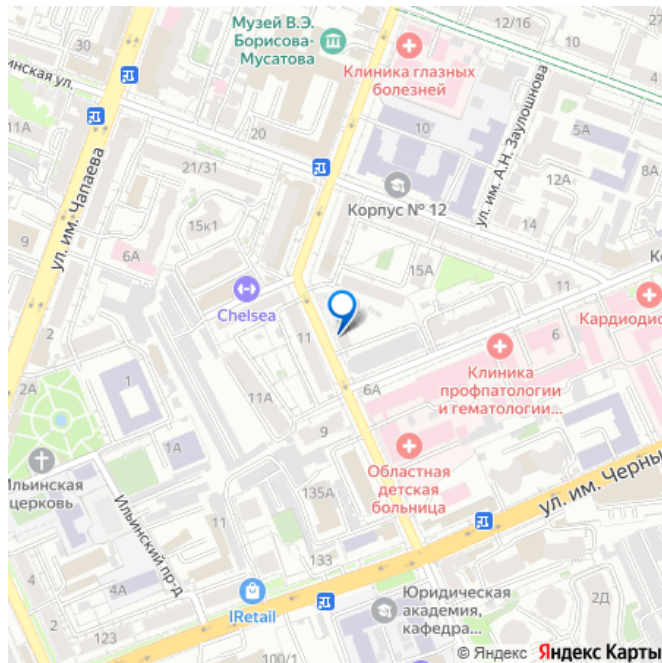 12/16
10
4
Музей В.Э.
Борисова-
Мусатова
30
Клиника глазных
болезней
инская ул.
11А
20
10
ул. им. А.Н. Заулошнова
5А
12А
8А
21/31
ул. им. Чапаева
Корпус № 12
14
9
15к1
6А
15А
Ко
11
Chelsea
2
11
Кардиодис
6
2А
1
11А
6А
Клиника
профпатологии
и гематологии...
9
1А
Ильинская
церковь
Областная
детская
больница
135А
ул. им. Черны
Ильинский пр-д
11
133
4
4А
IRetail
Юридическая
академия,
кафедра...
2Д
2
123
100/1
© Яндекс Яндекс Карты